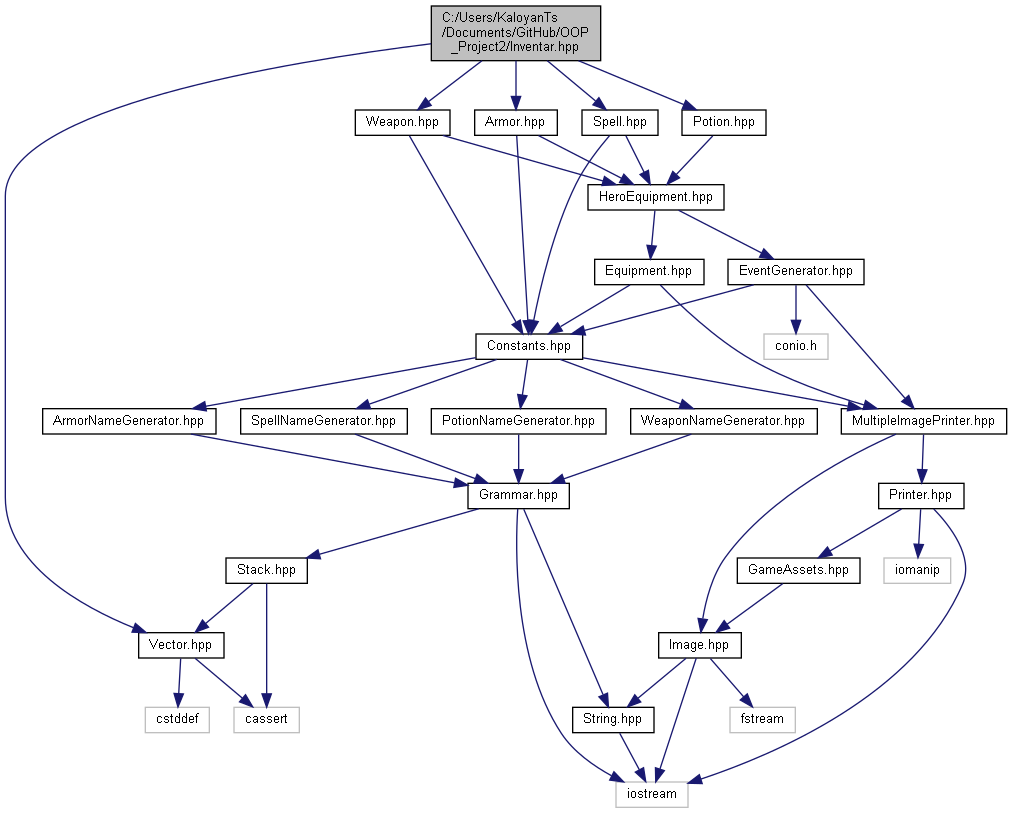 C:/Users/KaloyanTs
/Documents/GitHub/OOP
_Project2/Inventar.hpp
Weapon.hpp
Armor.hpp
Spell.hpp
Potion.hpp
HeroEquipment.hpp
Equipment.hpp
EventGenerator.hpp
Constants.hpp
conio.h
ArmorNameGenerator.hpp
SpellNameGenerator.hpp
PotionNameGenerator.hpp
WeaponNameGenerator.hpp
MultipleImagePrinter.hpp
Grammar.hpp
Printer.hpp
Stack.hpp
GameAssets.hpp
iomanip
Vector.hpp
Image.hpp
cstddef
cassert
String.hpp
fstream
iostream